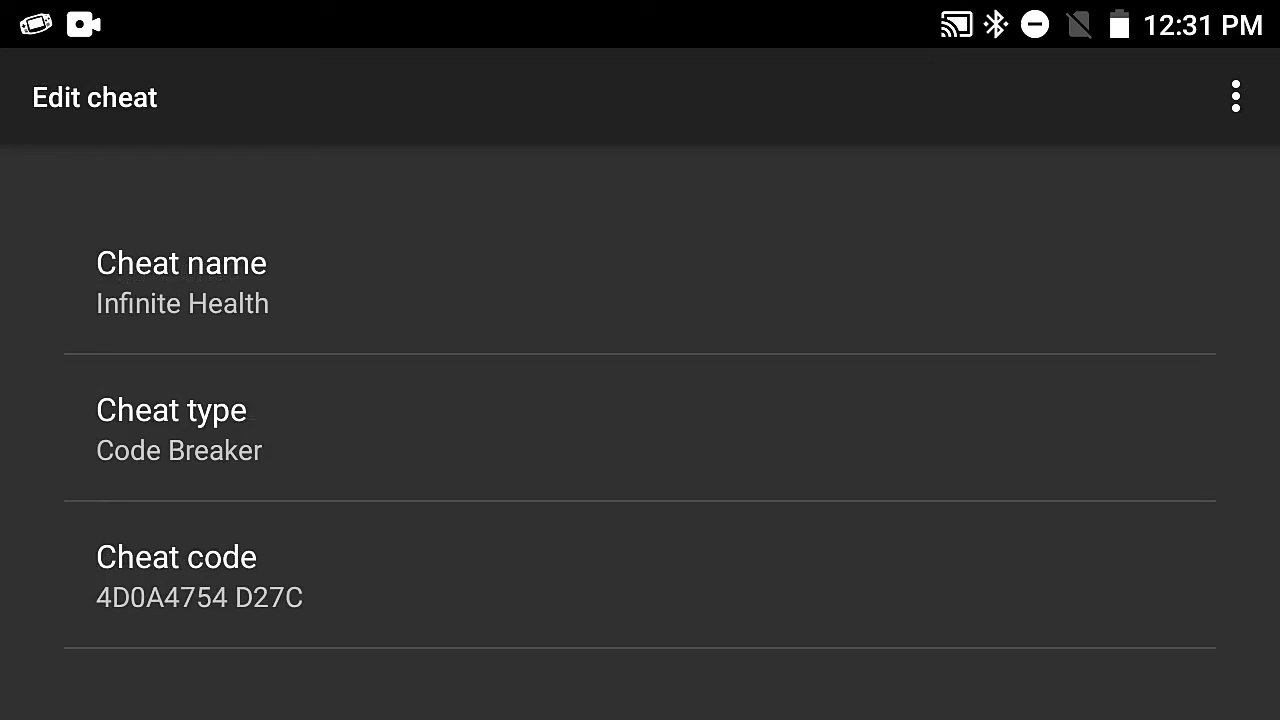 12:31 PM
Edit cheat
Cheat name
Infinite Health
Cheat type
Code Breaker
Cheat code
4D0A4754 D27C